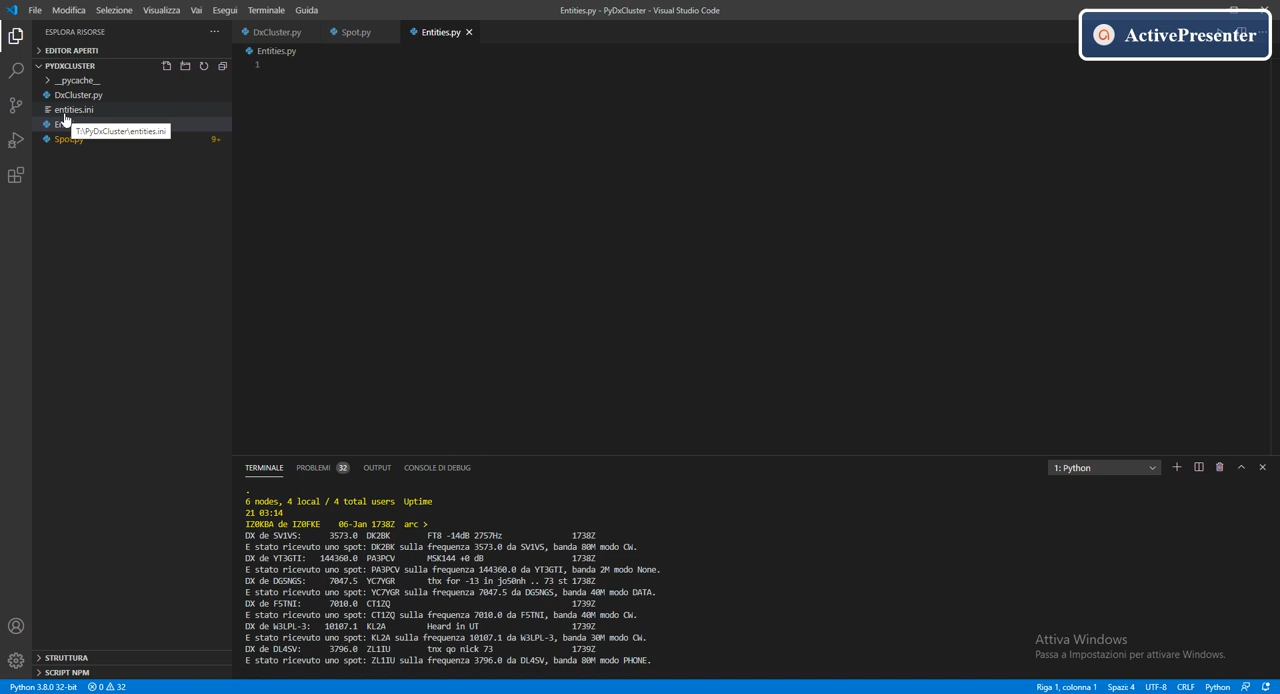 File Modifica Selezione Visualizza Vai Esegui Terminale Guida
Entities.py - PyDxCluster - Visual Studio Code
ActivePresenter
ESPLORA RISORSE
EDITOR APERTI
PYDXCLUSTER
__pycache__
DxCluster.py
entities.ini
T:\PyDxCluster\entities.ini
Spot.py 9+
STRUTTURA
SCRIPT NPM
DxCluster.py Spot.py Entities.py
Entities.py
1
TERMINALE PROBLEMI 32 OUTPUT CONSOLE DI DEBUG
1: Python
.
6 nodes, 4 local / 4 total users  Uptime
21 03:14
IZ0KBA de IZ0FKE    06-Jan 1738Z  arc >
DX de SV1VS:       3573.0  DK2BK        FT8 -14dB 2757Hz               1738Z
E stato ricevuto uno spot: DK2BK sulla frequenza 3573.0 da SV1VS, banda 80M modo CW.
DX de YT3GTI:   144360.0  PA3PCV       MSK144 +0 dB                   1738Z
E stato ricevuto uno spot: PA3PCV sulla frequenza 144360.0 da YT3GTI, banda 2M modo None.
DX de DG5NGS:     7047.5  YC7YGR       thx for -13 in jo50nh .. 73 st 1738Z
E stato ricevuto uno spot: YC7YGR sulla frequenza 7047.5 da DG5NGS, banda 40M modo DATA.
DX de F5TNI:      7010.0  CT1ZQ                                       1739Z
E stato ricevuto uno spot: CT1ZQ sulla frequenza 7010.0 da F5TNI, banda 40M modo CW.
DX de W3LPL-3:   10107.1  KL2A         Heard in UT                    1739Z
E stato ricevuto uno spot: KL2A sulla frequenza 10107.1 da W3LPL-3, banda 30M modo CW.
DX de DL4SV:      3796.0  ZL1IU        tnx qo nick 73                 1739Z
E stato ricevuto uno spot: ZL1IU sulla frequenza 3796.0 da DL4SV, banda 80M modo PHONE.
Attiva Windows
Passa a Impostazioni per attivare Windows.
Python 3.8.0 32-bit 0 32 Riga 1, colonna 1 Spazi: 4 UTF-8 CRLF Python